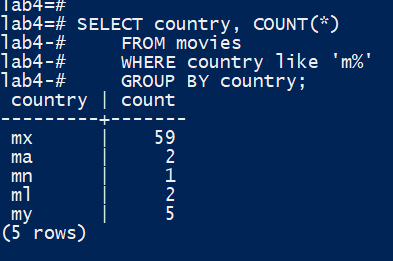 lab4=#
lab4=# SELECT country, COUNT(*)
lab4-#     FROM movies
lab4-#     WHERE country like 'm%'
lab4-#     GROUP BY country;
 country | count
---------+-------
 mx      |    59
 ma      |     2
 mn      |     1
 ml      |     2
 my      |     5
(5 rows)